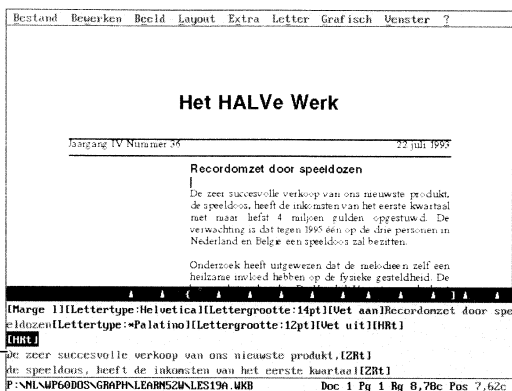 Bestand Bewerken Beeld Layout Extra Letter Grafisch Venster ?
Het HALVe Werk
Jaargang IV Nummer 36 22 juli 1993
Recordomzet door speeldozen
De zeer succesvolle verkoop van ons nieuwste produkt,
de speeldoos, heeft de inkomsten van het eerste kwartaal
met maar liefst 4 miljoen gulden opgestuwd. De
verwachting is dat tegen 1995 één op de drie personen in
Nederland en Belgie een speeldoos zal bezitten.
Onderzoek heeft uitgewezen dat de melodieen zelf een
heilzame invloed hebben op de fysieke gesteldheid. De
{ ]
[Marge 1][Lettertype:Helvetica][Lettergrootte:14pt][Vet aan]Recordomzet door spe
eldozen[Lettertype:*Palatino][Lettergrootte:12pt][Vet uit][HRt]
[HRt]
De zeer succesvolle verkoop van ons nieuwste produkt,[ZRt]
de speeldoos, heeft de inkomsten van het eerste kwartaal[ZRt]
P:\NL\WP60DOS\GRAPH\LEARN52W\LES19A.WKB Doc 1 Pg 1 Rg 8,78c Pos 7,62c